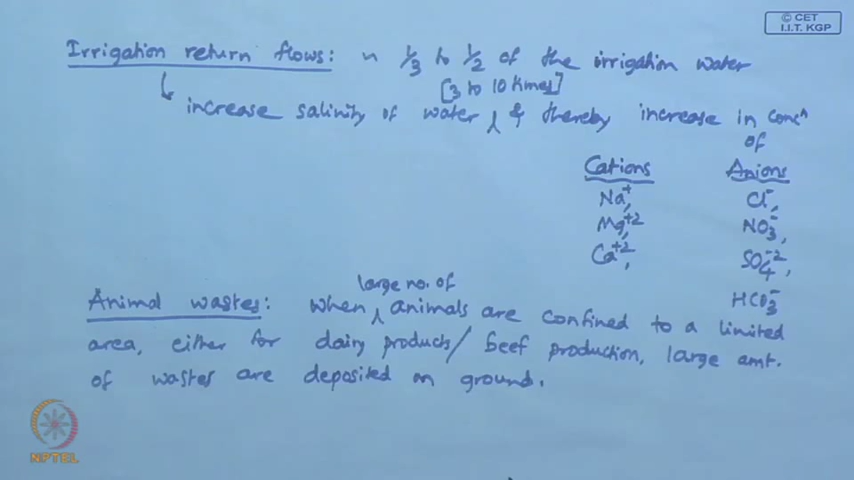 © CET
I.I.T. KGP
Irrigation return flows: ~ 1/3 to 1/2 of the irrigation water
[3 to 10 times]
increase salinity of water & thereby increase in concn
of
Cations Anions
Na+, Cl-,
Mg+2, NO3-,
Ca+2, SO4-2,
HCO3-
large no. of
Animal wastes: when animals are confined to a limited
area, either for dairy products/ beef production, large amt.
of wastes are deposited on ground.
NPTEL